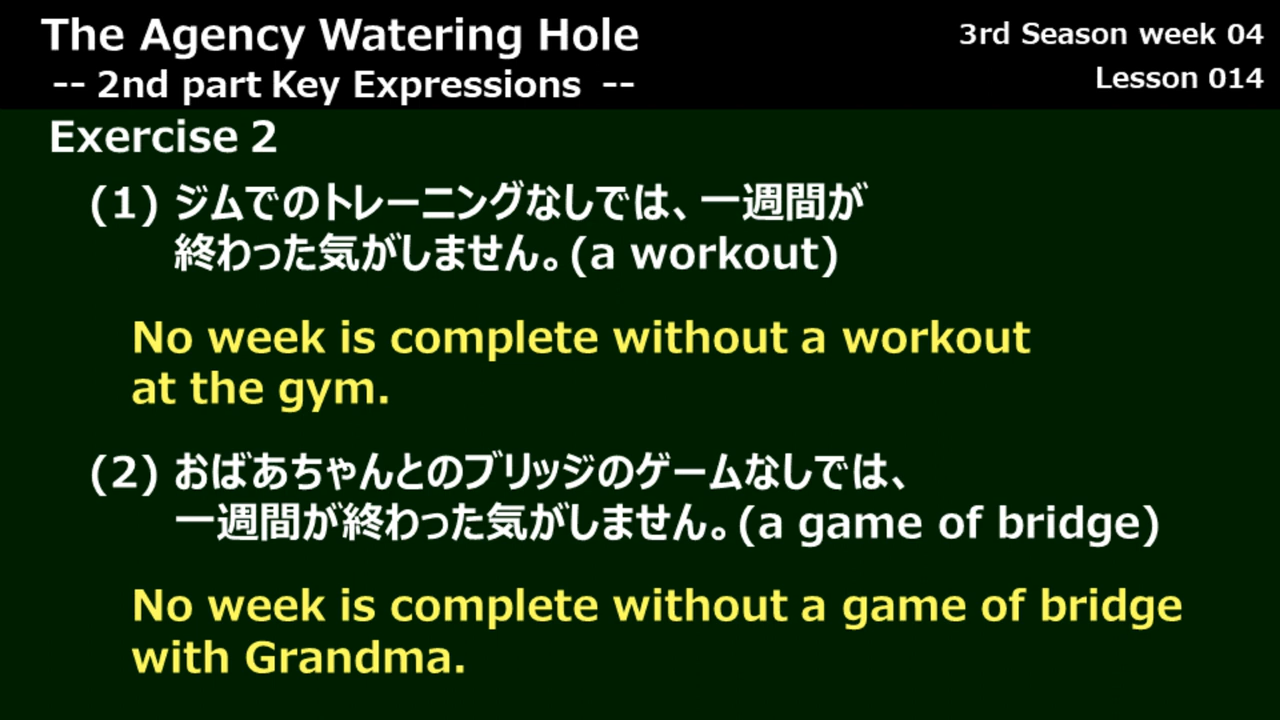 The Agency Watering Hole
3rd Season week 04
-- 2nd part Key Expressions --
Lesson 014
Exercise 2
(1) ジムでのトレーニングなしでは、一週間が
終わった気がしません。(a workout)
No week is complete without a workout
at the gym.
(2) おばあちゃんとのブリッジのゲームなしでは、
一週間が終わった気がしません。(a game of bridge)
No week is complete without a game of bridge
with Grandma.